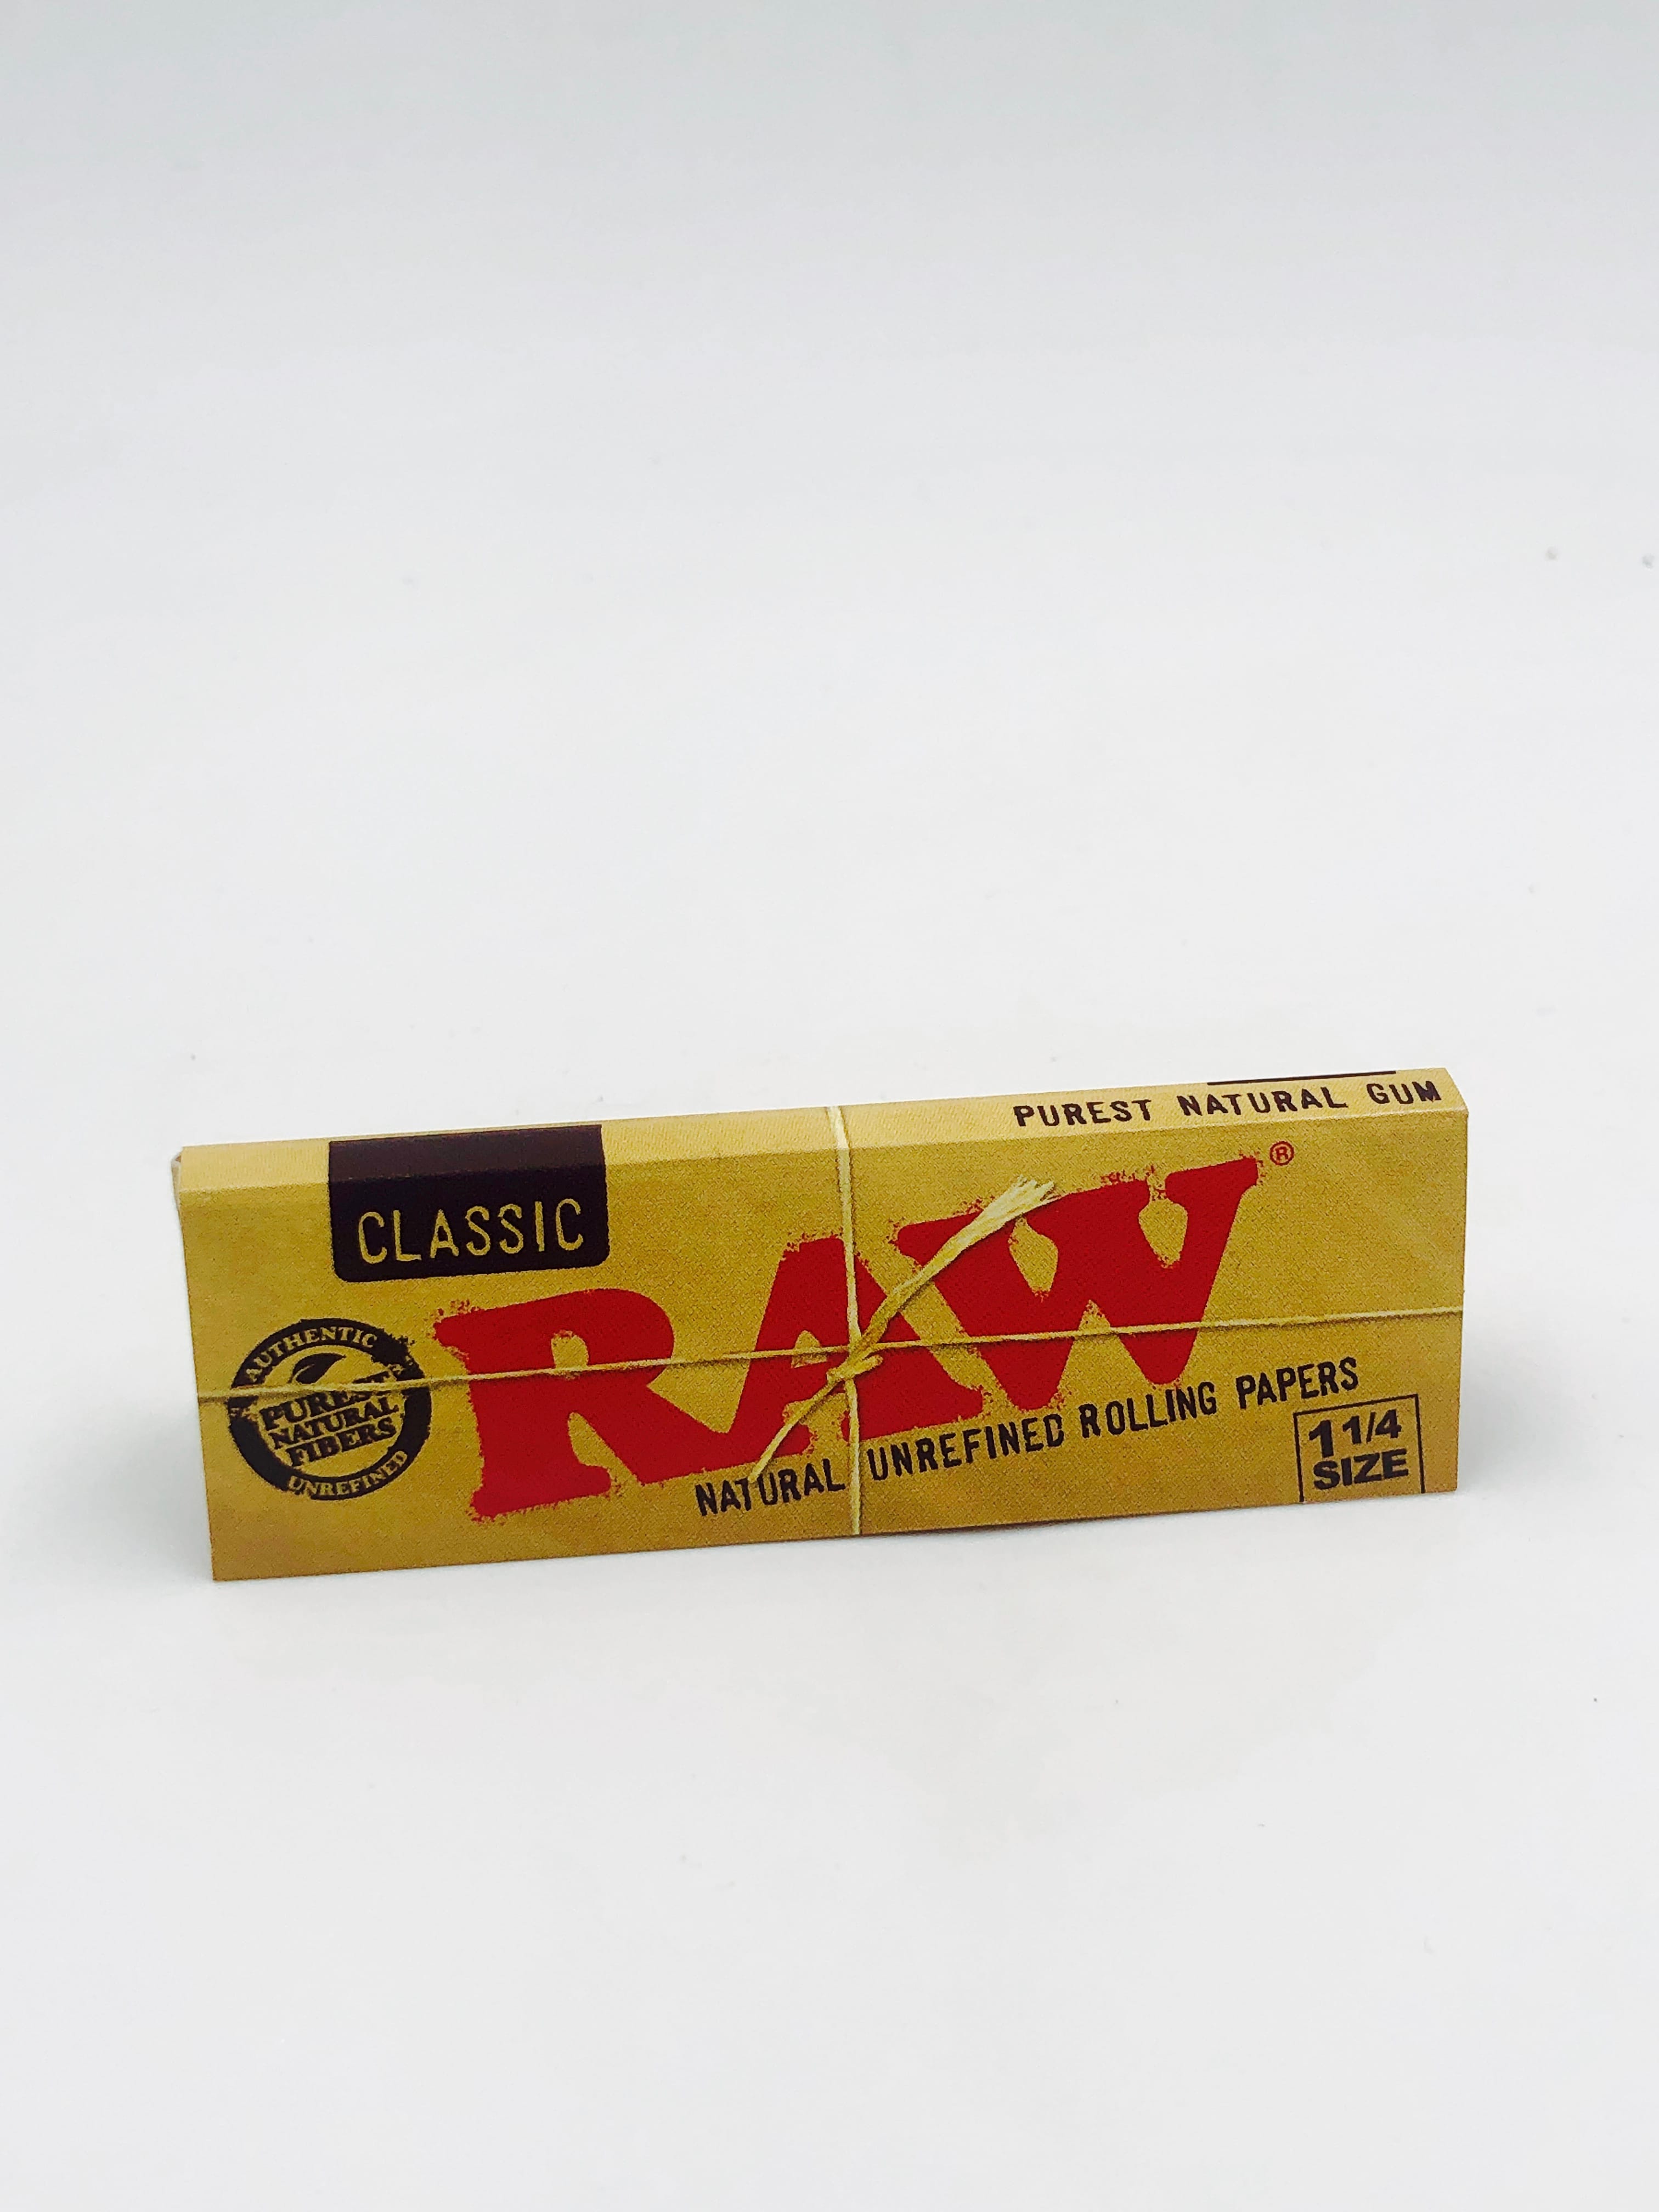 PUREST NATURAL GUM
CLASSIC
RAW®
AUTHENTIC
PUREST
NATURAL
FIBERS
UNREFINED
NATURAL UNREFINED ROLLING PAPERS
1 1/4
SIZE